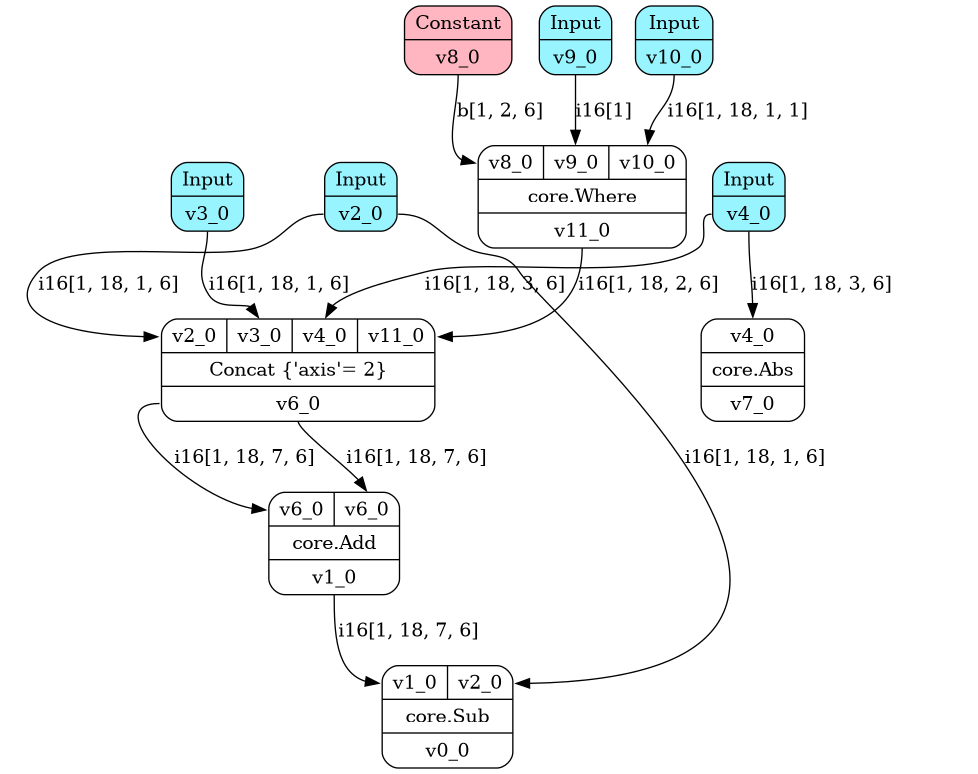 Constant
v8_0
Input
v9_0
Input
v10_0
b[1, 2, 6]
i16[1]
i16[1, 18, 1, 1]
v8_0 v9_0 v10_0
core.Where
v11_0
Input
v3_0
Input
v2_0
Input
v4_0
i16[1, 18, 1, 6]
i16[1, 18, 1, 6]
i16[1, 18, 3, 6]
i16[1, 18, 2, 6]
i16[1, 18, 3, 6]
v2_0 v3_0 v4_0 v11_0
Concat {'axis'= 2}
v6_0
v4_0
core.Abs
v7_0
i16[1, 18, 7, 6]
i16[1, 18, 7, 6]
i16[1, 18, 1, 6]
v6_0 v6_0
core.Add
v1_0
i16[1, 18, 7, 6]
v1_0 v2_0
core.Sub
v0_0